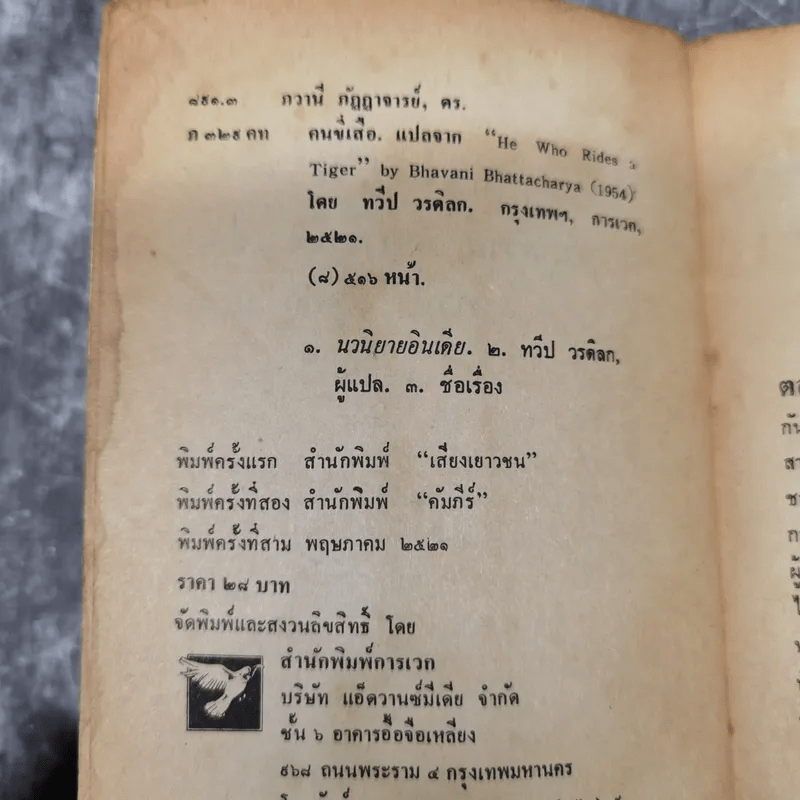 ๘๙๑.๓ ภวานี ภัฏฏาจารย์, ดร.
ภ ๓๒๙ คท คนขี่เสือ. แปลจาก "He Who Rides a
Tiger" by Bhavani Bhattacharya (1954)
โดย ทวีป วรดิลก. กรุงเทพฯ, การเวก,
๒๕๒๑.
(๘) ๕๑๖ หน้า.
๑. นวนิยายอินเดีย. ๒. ทวีป วรดิลก,
ผู้แปล. ๓. ชื่อเรื่อง
พิมพ์ครั้งแรก สำนักพิมพ์ "เสียงเยาวชน"
พิมพ์ครั้งที่สอง สำนักพิมพ์ "คัมภีร์"
พิมพ์ครั้งที่สาม พฤษภาคม ๒๕๒๑
ราคา ๒๘ บาท
จัดพิมพ์และสงวนลิขสิทธิ์ โดย
สำนักพิมพ์การเวก
บริษัท แอ็ดวานซ์มีเดีย จำกัด
ชั้น ๖ อาคารอื้อจือเหลียง
๙๖๘ ถนนพระราม ๔ กรุงเทพมหานคร